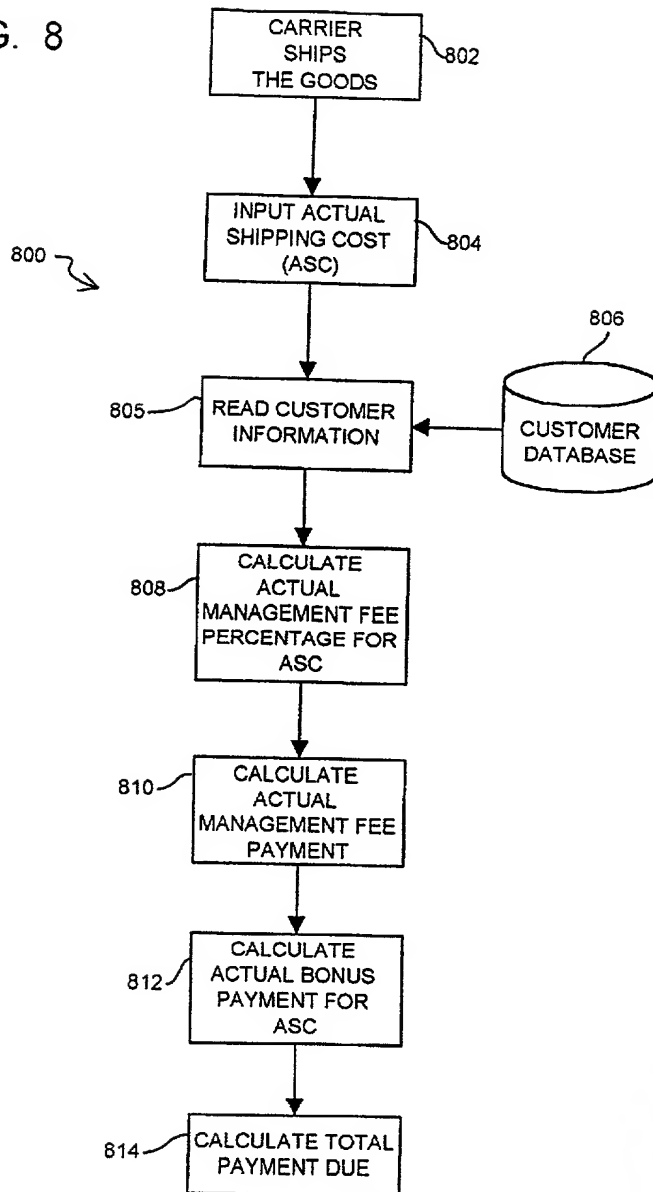 G. 8
CARRIER
SHIPS
THE GOODS
802
INPUT ACTUAL
SHIPPING COST
(ASC)
804
800
806
805
READ CUSTOMER
INFORMATION
CUSTOMER
DATABASE
808
CALCULATE
ACTUAL
MANAGEMENT FEE
PERCENTAGE FOR
ASC
810
CALCULATE
ACTUAL
MANAGEMENT FEE
PAYMENT
812
CALCULATE
ACTUAL BONUS
PAYMENT FOR
ASC
814
CALCULATE TOTAL
PAYMENT DUE